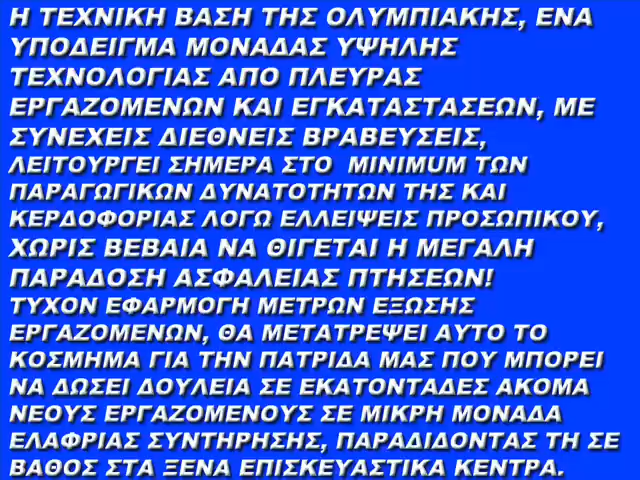 Η ΤΕΧΝΙΚΗ ΒΑΣΗ ΤΗΣ ΟΛΥΜΠΙΑΚΗΣ, ΕΝΑ
ΥΠΟΔΕΙΓΜΑ ΜΟΝΑΔΑΣ ΥΨΗΛΗΣ
ΤΕΧΝΟΛΟΓΙΑΣ ΑΠΟ ΠΛΕΥΡΑΣ
ΕΡΓΑΖΟΜΕΝΩΝ ΚΑΙ ΕΓΚΑΤΑΣΤΑΣΕΩΝ, ΜΕ
ΣΥΝΕΧΕΙΣ ΔΙΕΘΝΕΙΣ ΒΡΑΒΕΥΣΕΙΣ,
ΛΕΙΤΟΥΡΓΕΙ ΣΗΜΕΡΑ ΣΤΟ MINIMUM ΤΩΝ
ΠΑΡΑΓΩΓΙΚΩΝ ΔΥΝΑΤΟΤΗΤΩΝ ΤΗΣ ΚΑΙ
ΚΕΡΔΟΦΟΡΙΑΣ ΛΟΓΩ ΕΛΛΕΙΨΕΙΣ ΠΡΟΣΩΠΙΚΟΥ,
ΧΩΡΙΣ ΒΕΒΑΙΑ ΝΑ ΘΙΓΕΤΑΙ Η ΜΕΓΑΛΗ
ΠΑΡΑΔΟΣΗ ΑΣΦΑΛΕΙΑΣ ΠΤΗΣΕΩΝ!
ΤΥΧΟΝ ΕΦΑΡΜΟΓΗ ΜΕΤΡΩΝ ΕΞΩΣΗΣ
ΕΡΓΑΖΟΜΕΝΩΝ, ΘΑ ΜΕΤΑΤΡΕΨΕΙ ΑΥΤΟ ΤΟ
ΚΟΣΜΗΜΑ ΓΙΑ ΤΗΝ ΠΑΤΡΙΔΑ ΜΑΣ ΠΟΥ ΜΠΟΡΕΙ
ΝΑ ΔΩΣΕΙ ΔΟΥΛΕΙΑ ΣΕ ΕΚΑΤΟΝΤΑΔΕΣ ΑΚΟΜΑ
ΝΕΟΥΣ ΕΡΓΑΖΟΜΕΝΟΥΣ ΣΕ ΜΙΚΡΗ ΜΟΝΑΔΑ
ΕΛΑΦΡΙΑΣ ΣΥΝΤΗΡΗΣΗΣ, ΠΑΡΑΔΙΔΟΝΤΑΣ ΤΗ ΣΕ
ΒΑΘΟΣ ΣΤΑ ΞΕΝΑ ΕΠΙΣΚΕΥΑΣΤΙΚΑ ΚΕΝΤΡΑ.